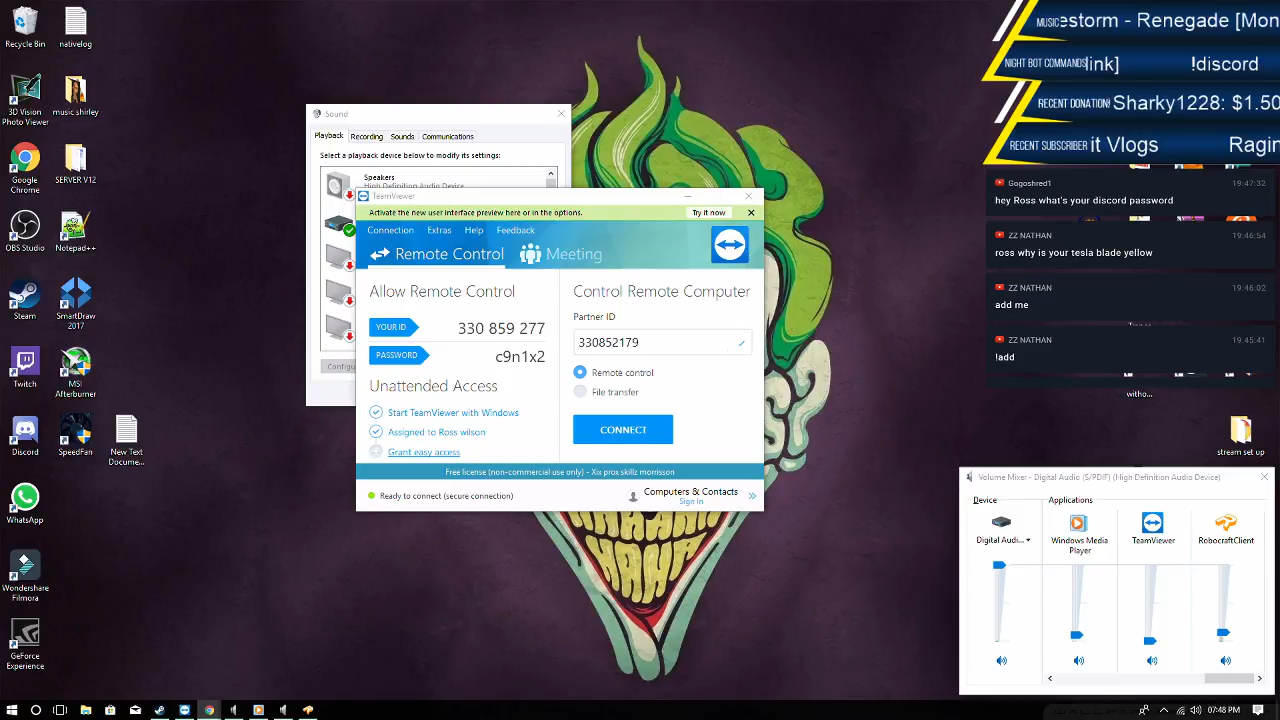 Recycle Bin
nativelog
3D Vision
Photo Viewer
music shirley
Google
Chrome
SERVER V12
OBS Studio
Notepad++
Steam
SmartDraw
2017
Twitch
MSI
Afterburner
SpeedFan
Docume...
WhatsApp
Wondershare
Filmora
GeForce
Experience
Sound
Playback
Recording
Sounds
Communications
Select a playback device below to modify its settings:
Speakers
High Definition Audio Device
TeamViewer
Activate the new user interface preview here or in the options.
Try it now
Connection
Extras
Help
Feedback
Remote Control
Meeting
Allow Remote Control
YOUR ID
330 859 277
PASSWORD
c9n1x2
Unattended Access
Start TeamViewer with Windows
Assigned to Ross wilson
Grant easy access
Control Remote Computer
Partner ID
330852179
Remote control
File transfer
CONNECT
Free license (non-commercial use only) - Xix prox skillz morrisson
Ready to connect (secure connection)
Computers & Contacts
Sign In
HAHAHA
HAHA
MUSIC
estorm - Renegade [Mon
NIGHT BOT COMMANDS
link] !discord
RECENT DONATION!
Sharky1228: $1.50
RECENT SUBSCRIBER
it Vlogs Ragin
Gogoshred1 19:47:32
hey Ross what's your discord password
ZZ NATHAN 19:46:54
ross why is your tesla blade yellow
ZZ NATHAN 19:46:02
add me
ZZ NATHAN 19:45:41
!add
witho...
stream set up
Volume Mixer - Digital Audio (S/PDIF) (High Definition Audio Device)
Device
Applications
Digital Audi...
Windows Media
Player
TeamViewer
RobocraftClient
07:48 PM